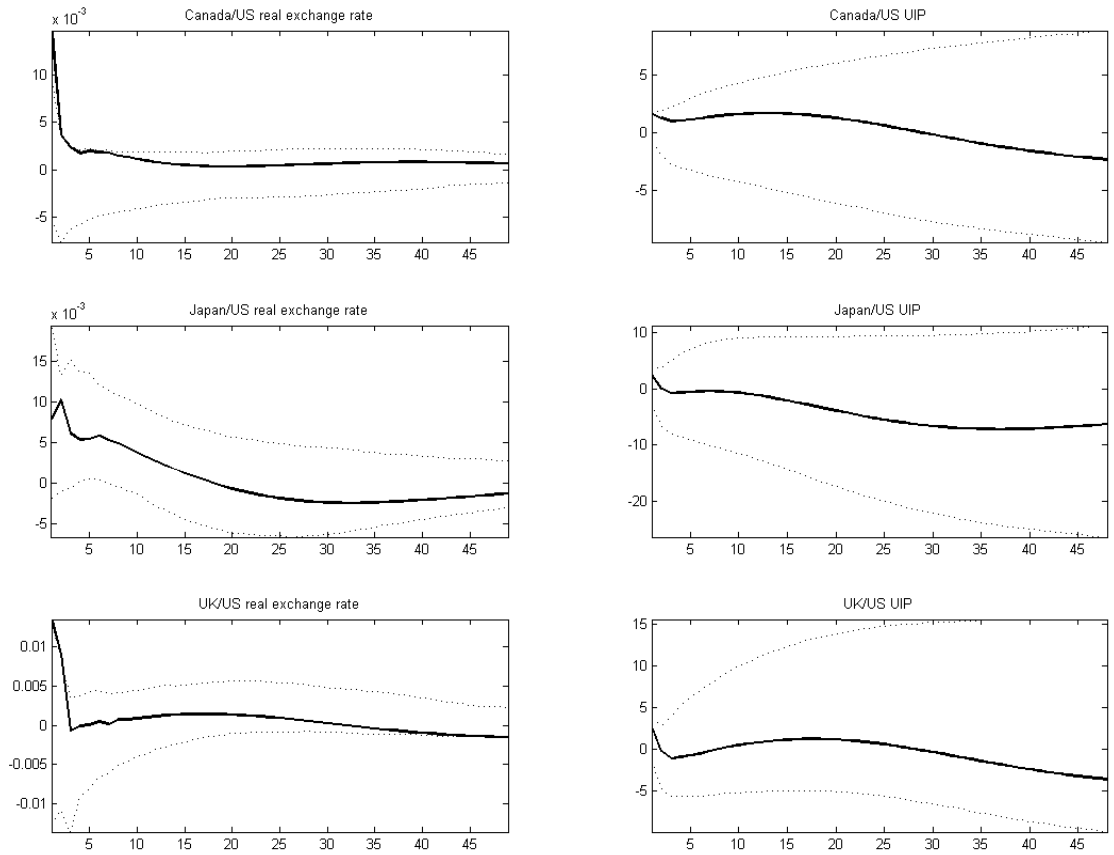 Canada/US real exchange rate
x 10^-3
10
5
0
-5
5 10 15 20 25 30 35 40 45
Canada/US UIP
5
0
-5
5 10 15 20 25 30 35 40 45
Japan/US real exchange rate
x 10^-3
15
10
5
0
-5
5 10 15 20 25 30 35 40 45
Japan/US UIP
10
0
-10
-20
5 10 15 20 25 30 35 40 45
UK/US real exchange rate
0.01
0.005
0
-0.005
-0.01
5 10 15 20 25 30 35 40 45
UK/US UIP
15
10
5
0
-5
5 10 15 20 25 30 35 40 45